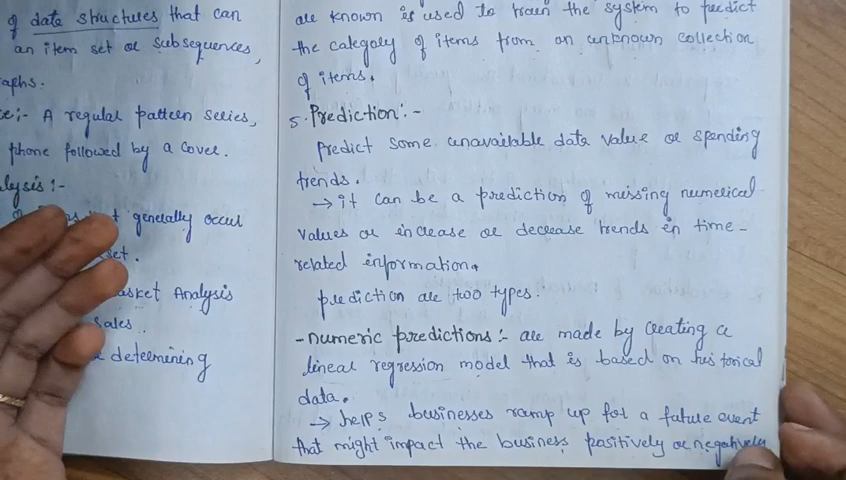 of data structures that can
an item set or subsequences,
aphs.
ce:- A regular pattern series,
phone followed by a cover.
lysis :-
generally occur
set.
asket Analysis
sales.
determining
are known is used to train the system to predict
the category of items from an unknown collection
of items.
5. Prediction:-
Predict some unavailable data value or spending
trends.
→ it can be a prediction of missing numerical
values or increase or decrease trends in time-
related information.
prediction are two types.
- numeric predictions :- are made by creating a
lineal regression model that is based on historical
data.
→ helps businesses ramp up for a future event
that might impact the business positively or negatively